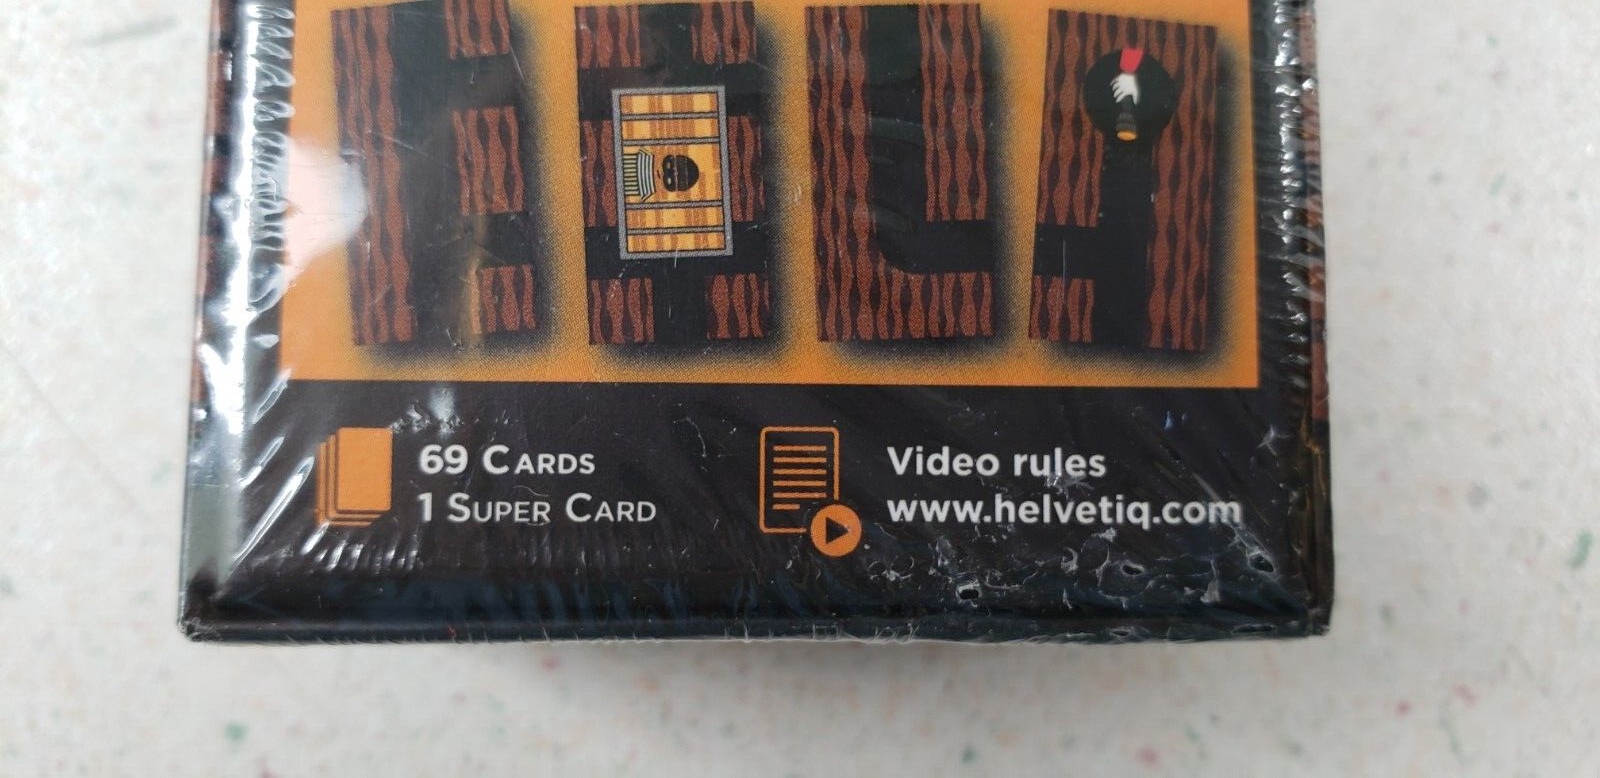 69 CARDS
1 SUPER CARD
Video rules
www.helvetiq.com